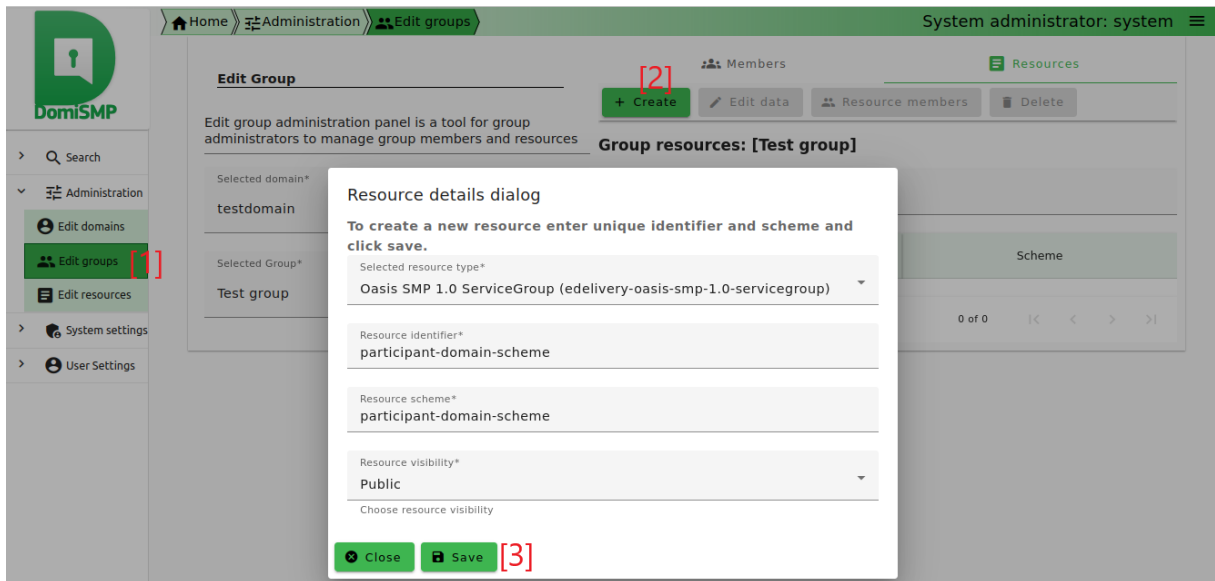 Home
Administration
Edit groups
System administrator: system
DomiSMP
Search
Administration
Edit domains
Edit groups
[1]
Edit resources
System settings
User Settings
Edit Group
Edit group administration panel is a tool for group
administrators to manage group members and resources
Selected domain*
testdomain
Selected Group*
Test group
Members
Resources
[2]
+ Create
Edit data
Resource members
Delete
Group resources: [Test group]
Scheme
0 of 0
Resource details dialog
To create a new resource enter unique identifier and scheme and
click save.
Selected resource type*
Oasis SMP 1.0 ServiceGroup (edelivery-oasis-smp-1.0-servicegroup)
Resource identifier*
participant-domain-scheme
Resource scheme*
participant-domain-scheme
Resource visibility*
Public
Choose resource visibility
Close
Save
[3]